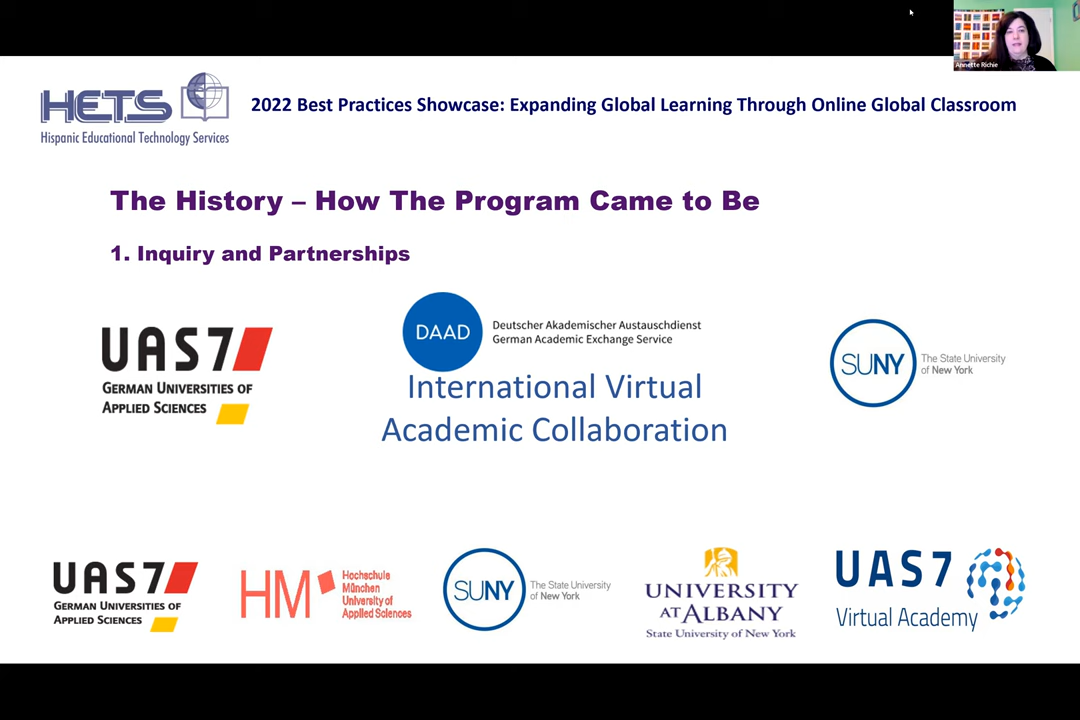 Annette Richie
HETS
Hispanic Educational Technology Services
2022 Best Practices Showcase: Expanding Global Learning Through Online Global Classroom
The History – How The Program Came to Be
1. Inquiry and Partnerships
UAS7
GERMAN UNIVERSITIES OF
APPLIED SCIENCES
DAAD
Deutscher Akademischer Austauschdienst
German Academic Exchange Service
International Virtual
Academic Collaboration
SUNY
The State University
of New York
UAS7
GERMAN UNIVERSITIES OF
APPLIED SCIENCES
HM
Hochschule
München
University of
Applied Sciences
SUNY
The State University
of New York
UNIVERSITY
AT ALBANY
State University of New York
UAS7
Virtual Academy